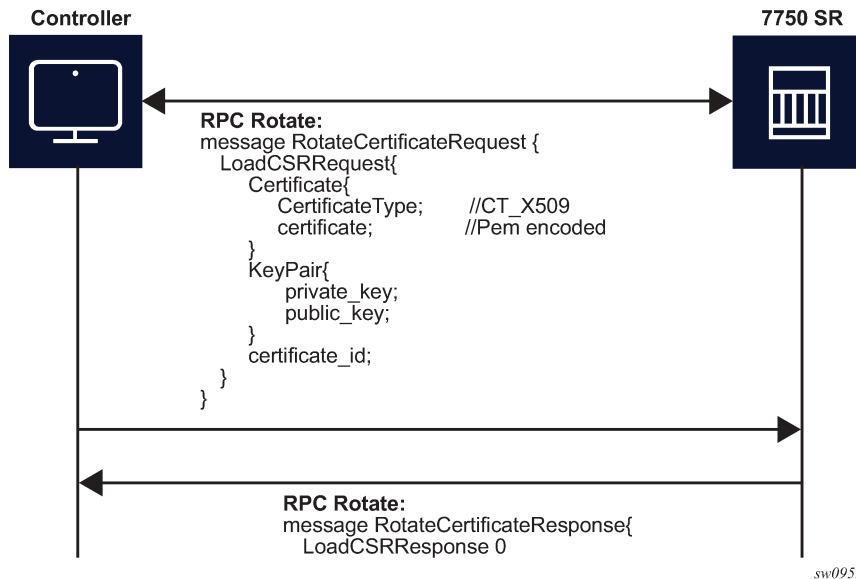 Controller
7750 SR
RPC Rotate:
message RotateCertificateRequest {
LoadCSRRequest{
Certificate{
CertificateType; //CT_X509
certificate; //Pem encoded
}
KeyPair{
private_key;
public_key;
}
certificate_id;
}
}
RPC Rotate:
message RotateCertificateResponse{
LoadCSRResponse 0
sw095